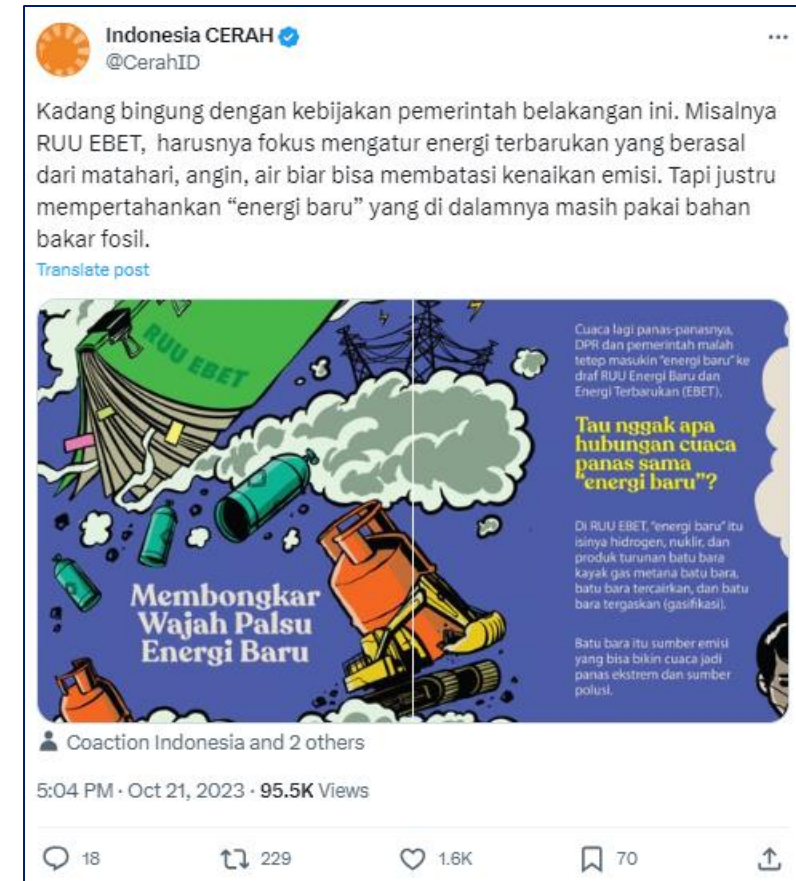 Indonesia CERAH
@CerahID
Kadang bingung dengan kebijakan pemerintah belakangan ini. Misalnya
RUU EBET,  harusnya fokus mengatur energi terbarukan yang berasal
dari matahari, angin, air biar bisa membatasi kenaikan emisi. Tapi justru
mempertahankan “energi baru” yang di dalamnya masih pakai bahan
bakar fosil.
Translate post
RUU EBET
Membongkar
Wajah Palsu
Energi Baru
Cuaca lagi panas-panasnya,
DPR dan pemerintah malah
tetep masukin "energi baru" ke
draf RUU Energi Baru dan
Energi Terbarukan (EBET).
Tau nggak apa
hubungan cuaca
panas sama
"energi baru"?
Di RUU EBET, "energi baru" itu
isinya hidrogen, nuklir, dan
produk turunan batu bara
kayak gas metana batu bara,
batu bara tercairkan, dan batu
bara tergaskan (gasifikasi).
Batu bara itu sumber emisi
yang bisa bikin cuaca jadi
panas ekstrem dan sumber
polusi.
Coaction Indonesia and 2 others
5:04 PM · Oct 21, 2023 · 95.5K Views
18 229 1.6K 70